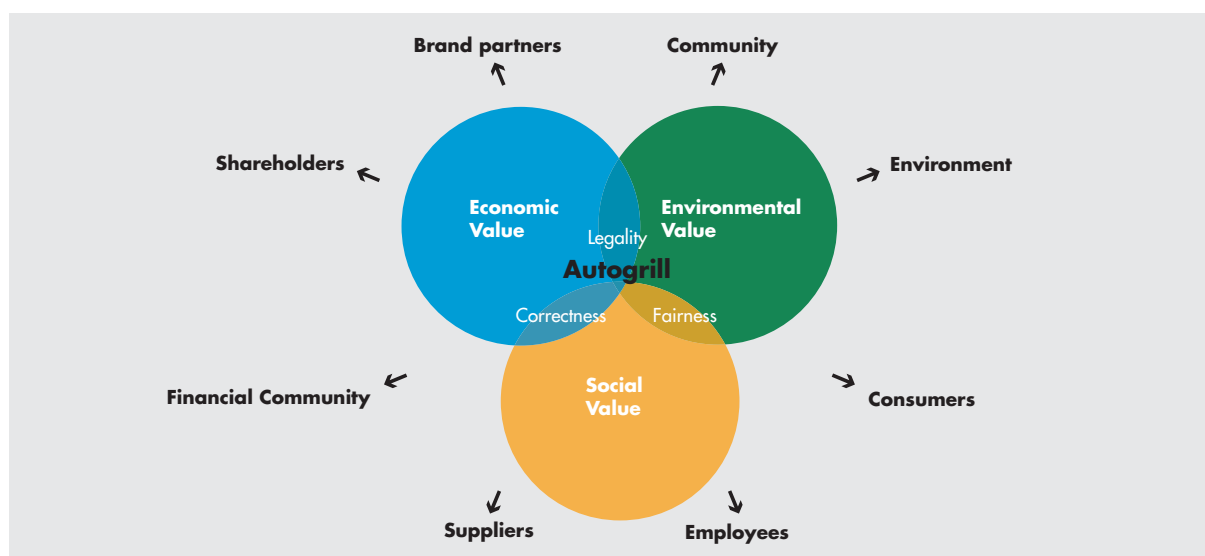 Brand partners
Community
Shareholders
Environment
Economic
Value
Environmental
Value
Legality
Autogrill
Correctness
Fairness
Social
Value
Financial Community
Consumers
Suppliers
Employees